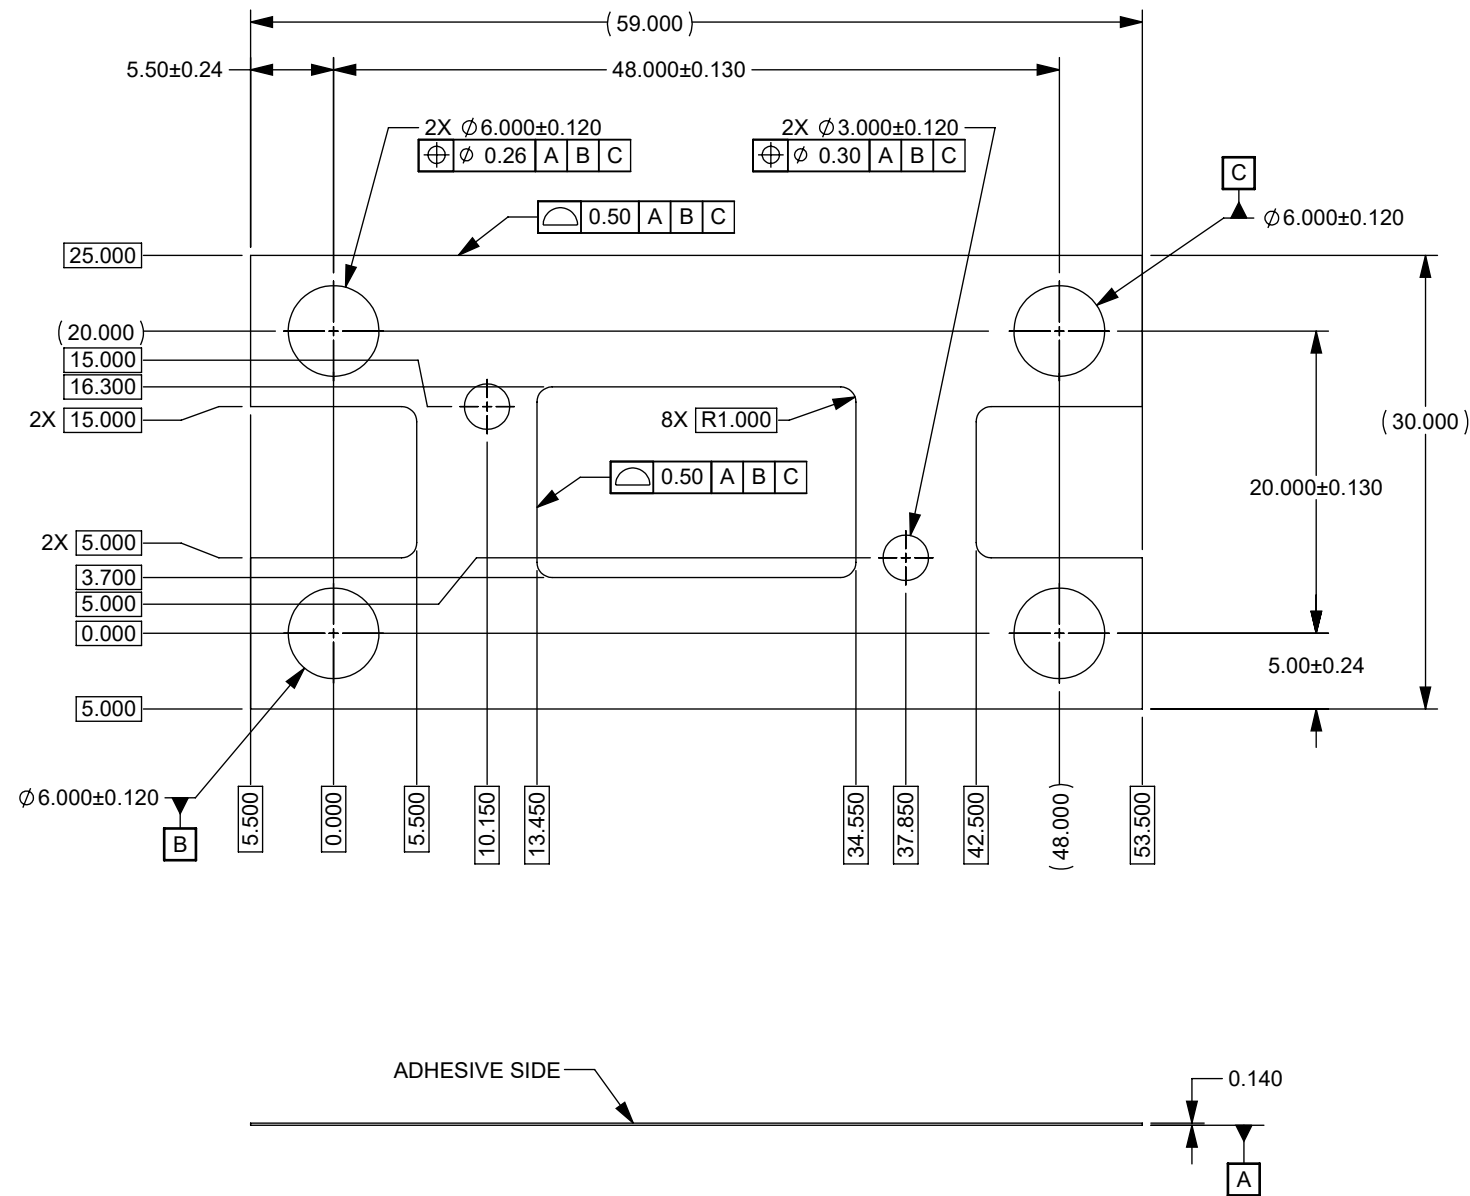 (59.000)
5.50±0.24
48.000±0.130
2X ⌀6.000±0.120
⌖ ⌀ 0.26 A B C
2X ⌀3.000±0.120
⌖ ⌀ 0.30 A B C
C
⌀6.000±0.120
⌓ 0.50 A B C
25.000
(20.000)
15.000
16.300
2X 15.000
8X R1.000
(30.000)
⌓ 0.50 A B C
20.000±0.130
2X 5.000
3.700
5.000
0.000
5.00±0.24
5.000
⌀6.000±0.120
B
5.500
0.000
5.500
10.150
13.450
34.550
37.850
42.500
(48.000)
53.500
ADHESIVE SIDE
0.140
A